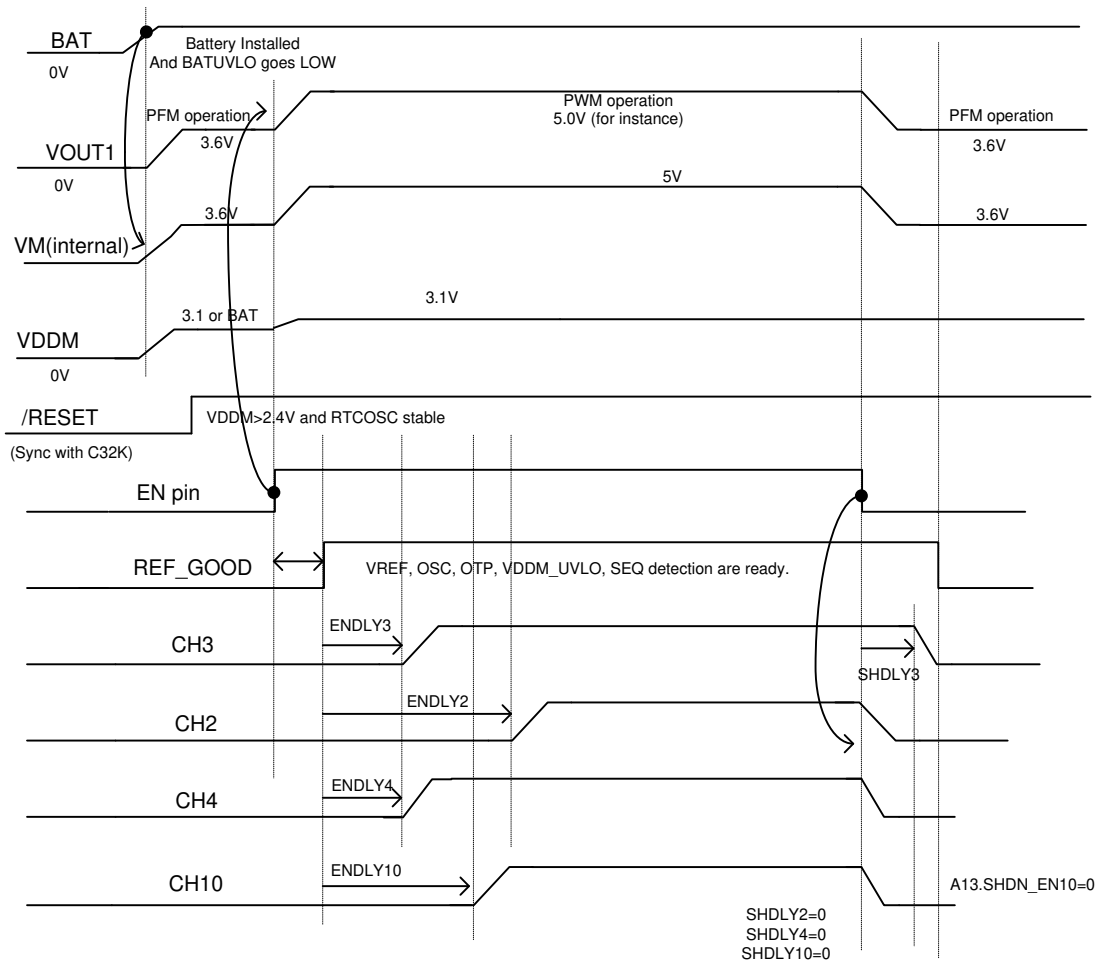 BAT
0V
Battery Installed
And BATUVLO goes LOW
PFM operation
3.6V
PWM operation
5.0V (for instance)
PFM operation
3.6V
VOUT1
0V
5V
3.6V
3.6V
VM(internal)
3.1V
3.1 or BAT
VDDM
0V
/RESET
VDDM>2.4V and RTCOSC stable
(Sync with C32K)
EN pin
REF_GOOD
VREF, OSC, OTP, VDDM_UVLO, SEQ detection are ready.
ENDLY3
CH3
SHDLY3
ENDLY2
CH2
ENDLY4
CH4
ENDLY10
CH10
A13.SHDN_EN10=0
SHDLY2=0
SHDLY4=0
SHDLY10=0